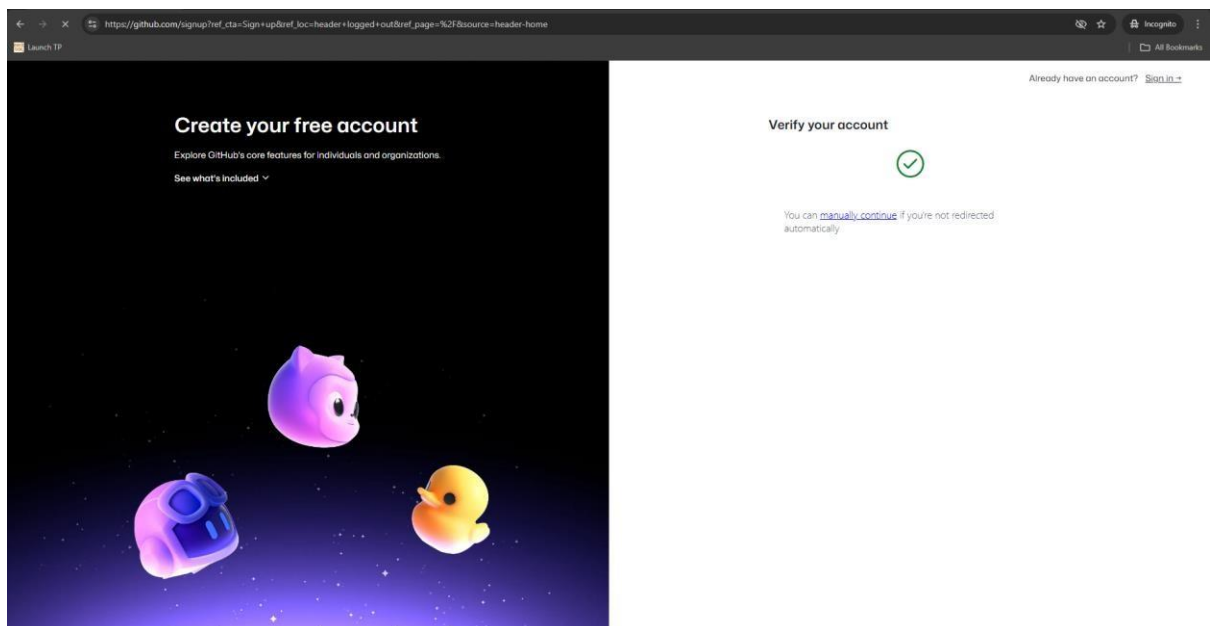 https://github.com/signup?ref_cta=Sign+up&ref_loc=header+logged+out&ref_page=%2F&source=header-home
Incognito
Launch TP
All Bookmarks
Already have an account? Sign in →
Create your free account
Explore GitHub's core features for individuals and organizations.
See what's included
Verify your account
You can manually continue if you're not redirected
automatically